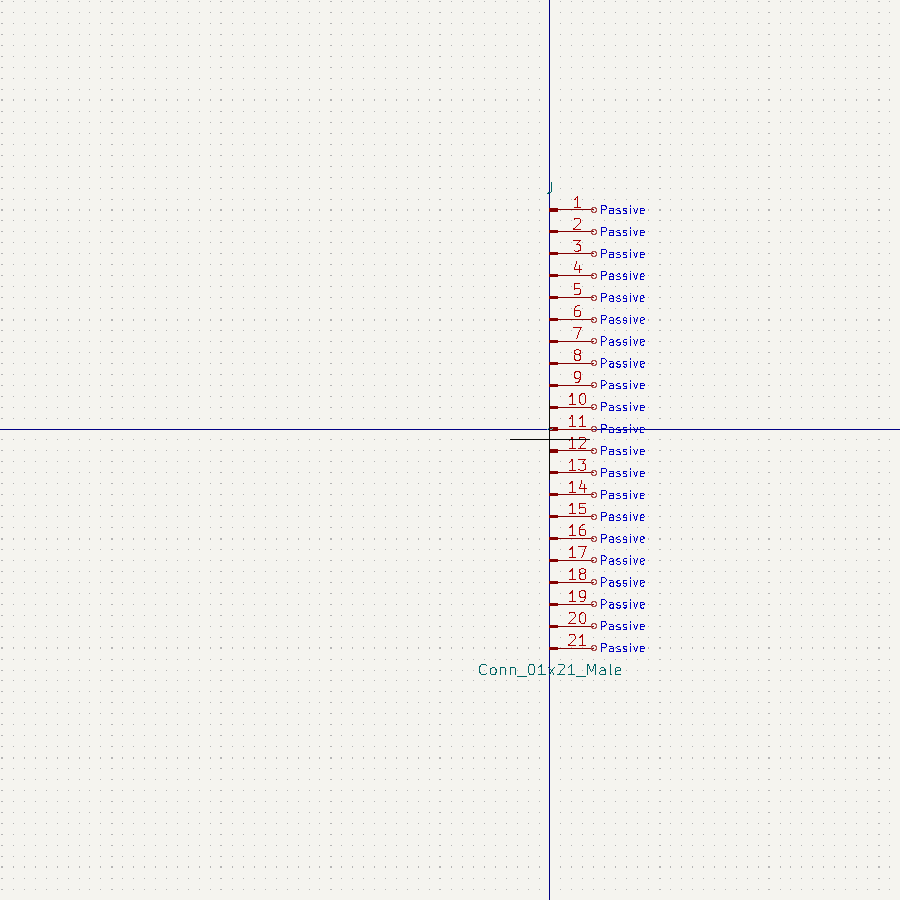 J
1 Passive
2 Passive
3 Passive
4 Passive
5 Passive
6 Passive
7 Passive
8 Passive
9 Passive
10 Passive
11 Passive
12 Passive
13 Passive
14 Passive
15 Passive
16 Passive
17 Passive
18 Passive
19 Passive
20 Passive
21 Passive
Conn_01x21_Male